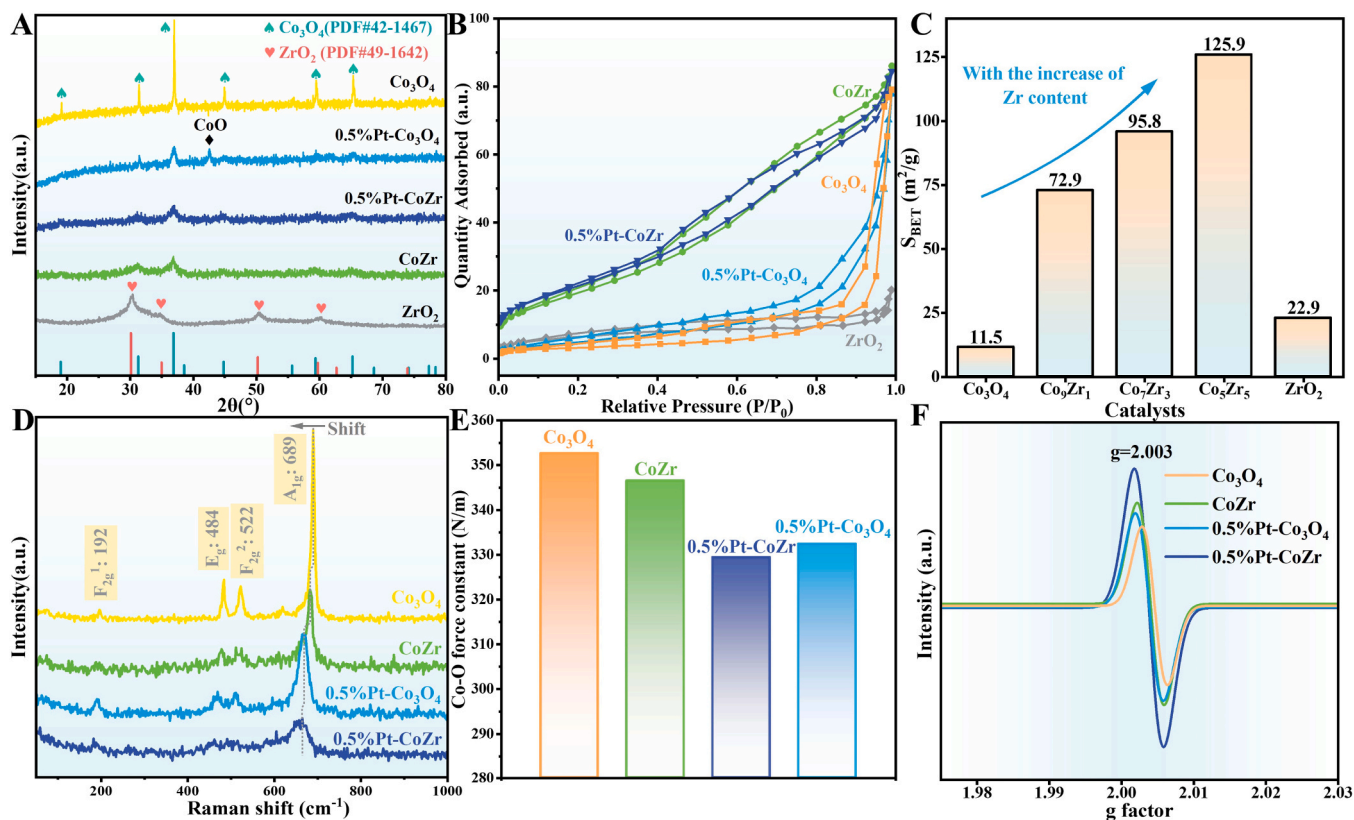 A
♠ Co₃O₄(PDF#42-1467)
♥ ZrO₂ (PDF#49-1642)
Co₃O₄
CoO
0.5%Pt-Co₃O₄
0.5%Pt-CoZr
CoZr
ZrO₂
Intensity(a.u.)
20 30 40 50 60 70 80
2θ(°)
B
100
80
60
40
20
0
Quantity Adsorbed (a.u.)
CoZr
Co₃O₄
0.5%Pt-CoZr
0.5%Pt-Co₃O₄
ZrO₂
0.0 0.2 0.4 0.6 0.8 1.0
Relative Pressure (P/P₀)
C
125
100
75
50
25
0
S_BET (m²/g)
With the increase of
Zr content
11.5
72.9
95.8
125.9
22.9
Co₃O₄ Co₉Zr₁ Co₇Zr₃ Co₅Zr₅ ZrO₂
Catalysts
D
Shift
F₂g¹: 192
Eg: 484
F₂g²: 522
A₁g: 689
Co₃O₄
CoZr
0.5%Pt-Co₃O₄
0.5%Pt-CoZr
Intensity(a.u.)
200 400 600 800 1000
Raman shift (cm⁻¹)
E
360
350
340
330
320
310
300
290
280
Co-O force constant (N/m)
Co₃O₄
CoZr
0.5%Pt-CoZr
0.5%Pt-Co₃O₄
F
g=2.003
Co₃O₄
CoZr
0.5%Pt-Co₃O₄
0.5%Pt-CoZr
Intensity (a.u.)
1.98 1.99 2.00 2.01 2.02 2.03
g factor